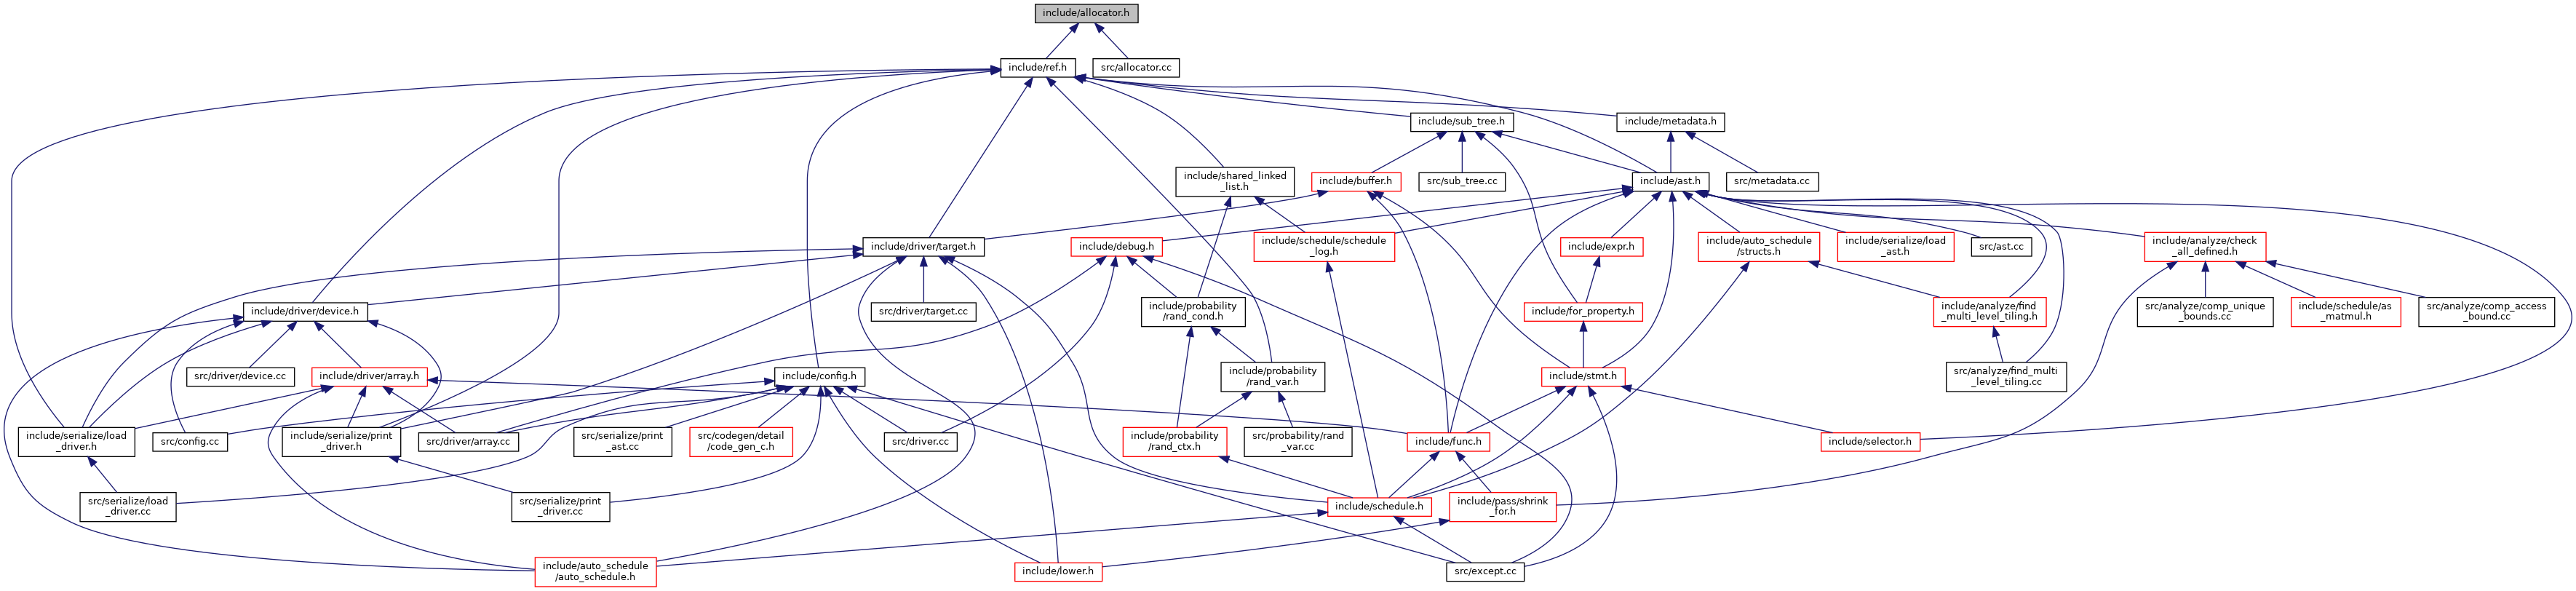 include/allocator.h
include/ref.h
src/allocator.cc
include/sub_tree.h
include/metadata.h
include/shared_linked
_list.h
include/buffer.h
src/sub_tree.cc
include/ast.h
src/metadata.cc
include/driver/target.h
include/debug.h
include/schedule/schedule
_log.h
include/expr.h
include/auto_schedule
/structs.h
include/serialize/load
_ast.h
src/ast.cc
include/analyze/check
_all_defined.h
include/driver/device.h
src/driver/target.cc
include/probability
/rand_cond.h
include/for_property.h
include/analyze/find
_multi_level_tiling.h
src/analyze/comp_unique
_bounds.cc
include/schedule/as
_matmul.h
src/analyze/comp_access
_bound.cc
src/driver/device.cc
include/driver/array.h
include/config.h
include/probability
/rand_var.h
include/stmt.h
src/analyze/find_multi
_level_tiling.cc
include/serialize/load
_driver.h
src/config.cc
include/serialize/print
_driver.h
src/driver/array.cc
src/serialize/print
_ast.cc
src/codegen/detail
/code_gen_c.h
src/driver.cc
include/probability
/rand_ctx.h
src/probability/rand
_var.cc
include/func.h
include/selector.h
src/serialize/load
_driver.cc
src/serialize/print
_driver.cc
include/schedule.h
include/pass/shrink
_for.h
include/auto_schedule
/auto_schedule.h
include/lower.h
src/except.cc